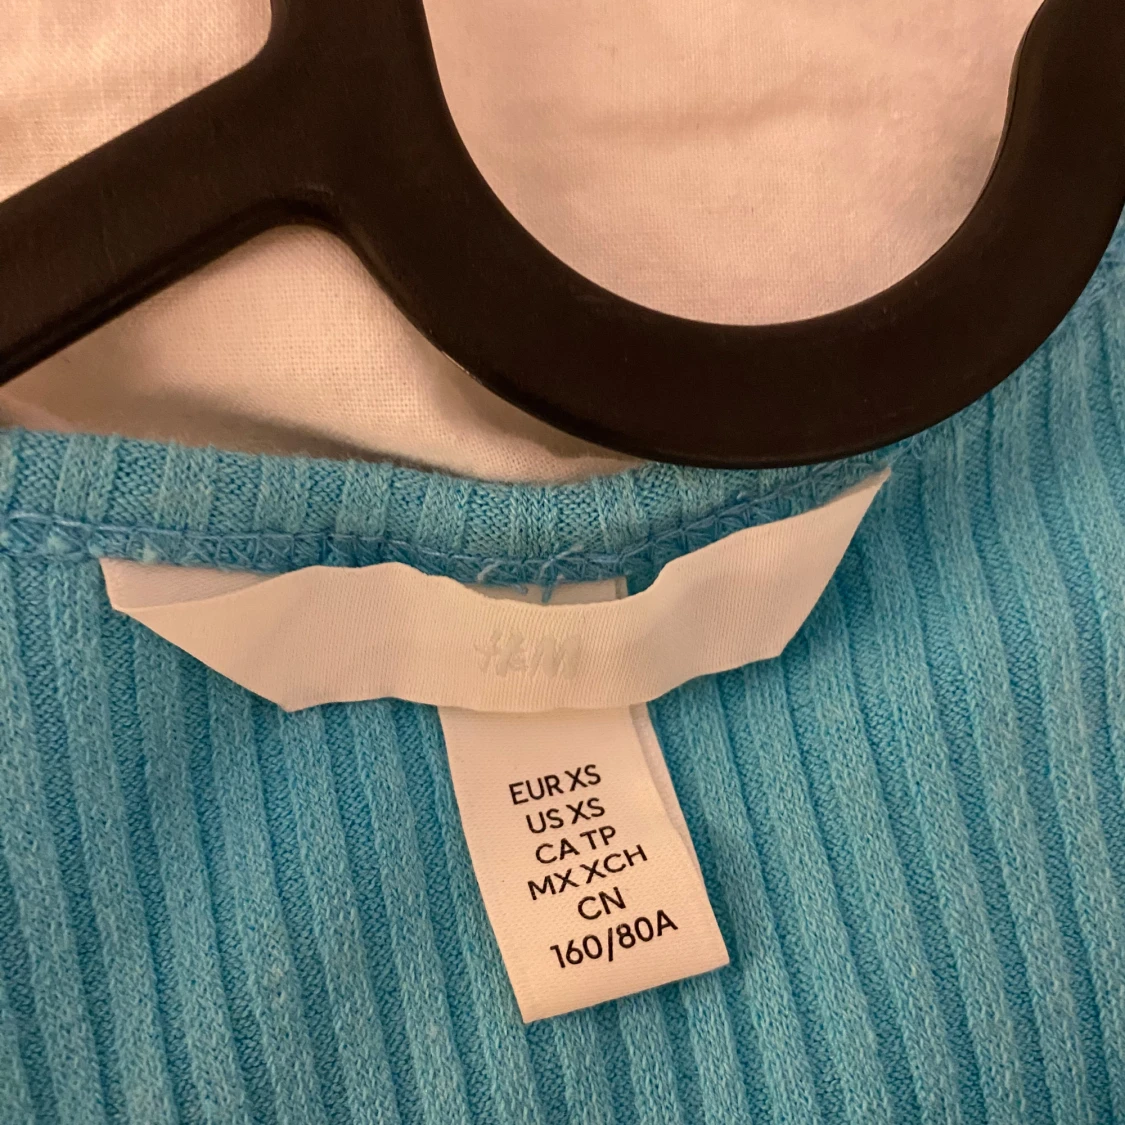 H&M
EUR XS
US XS
CA TP
MX XCH
CN
160/80A